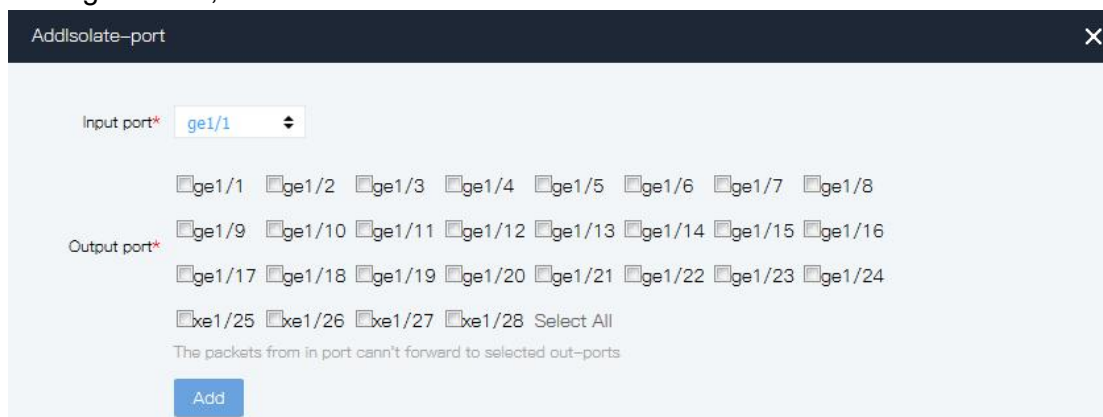 AddIsolate-port
Input port* ge1/1
ge1/1 ge1/2 ge1/3 ge1/4 ge1/5 ge1/6 ge1/7 ge1/8
ge1/9 ge1/10 ge1/11 ge1/12 ge1/13 ge1/14 ge1/15 ge1/16
Output port*
ge1/17 ge1/18 ge1/19 ge1/20 ge1/21 ge1/22 ge1/23 ge1/24
xe1/25 xe1/26 xe1/27 xe1/28 Select All
The packets from in port cann't forward to selected out-ports
Add